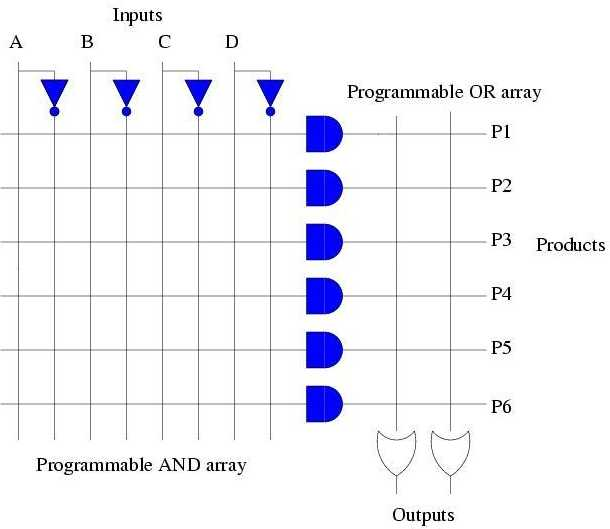 Inputs
A B C D
Programmable OR array
P1
P2
P3
Products
P4
P5
P6
Programmable AND array
Outputs